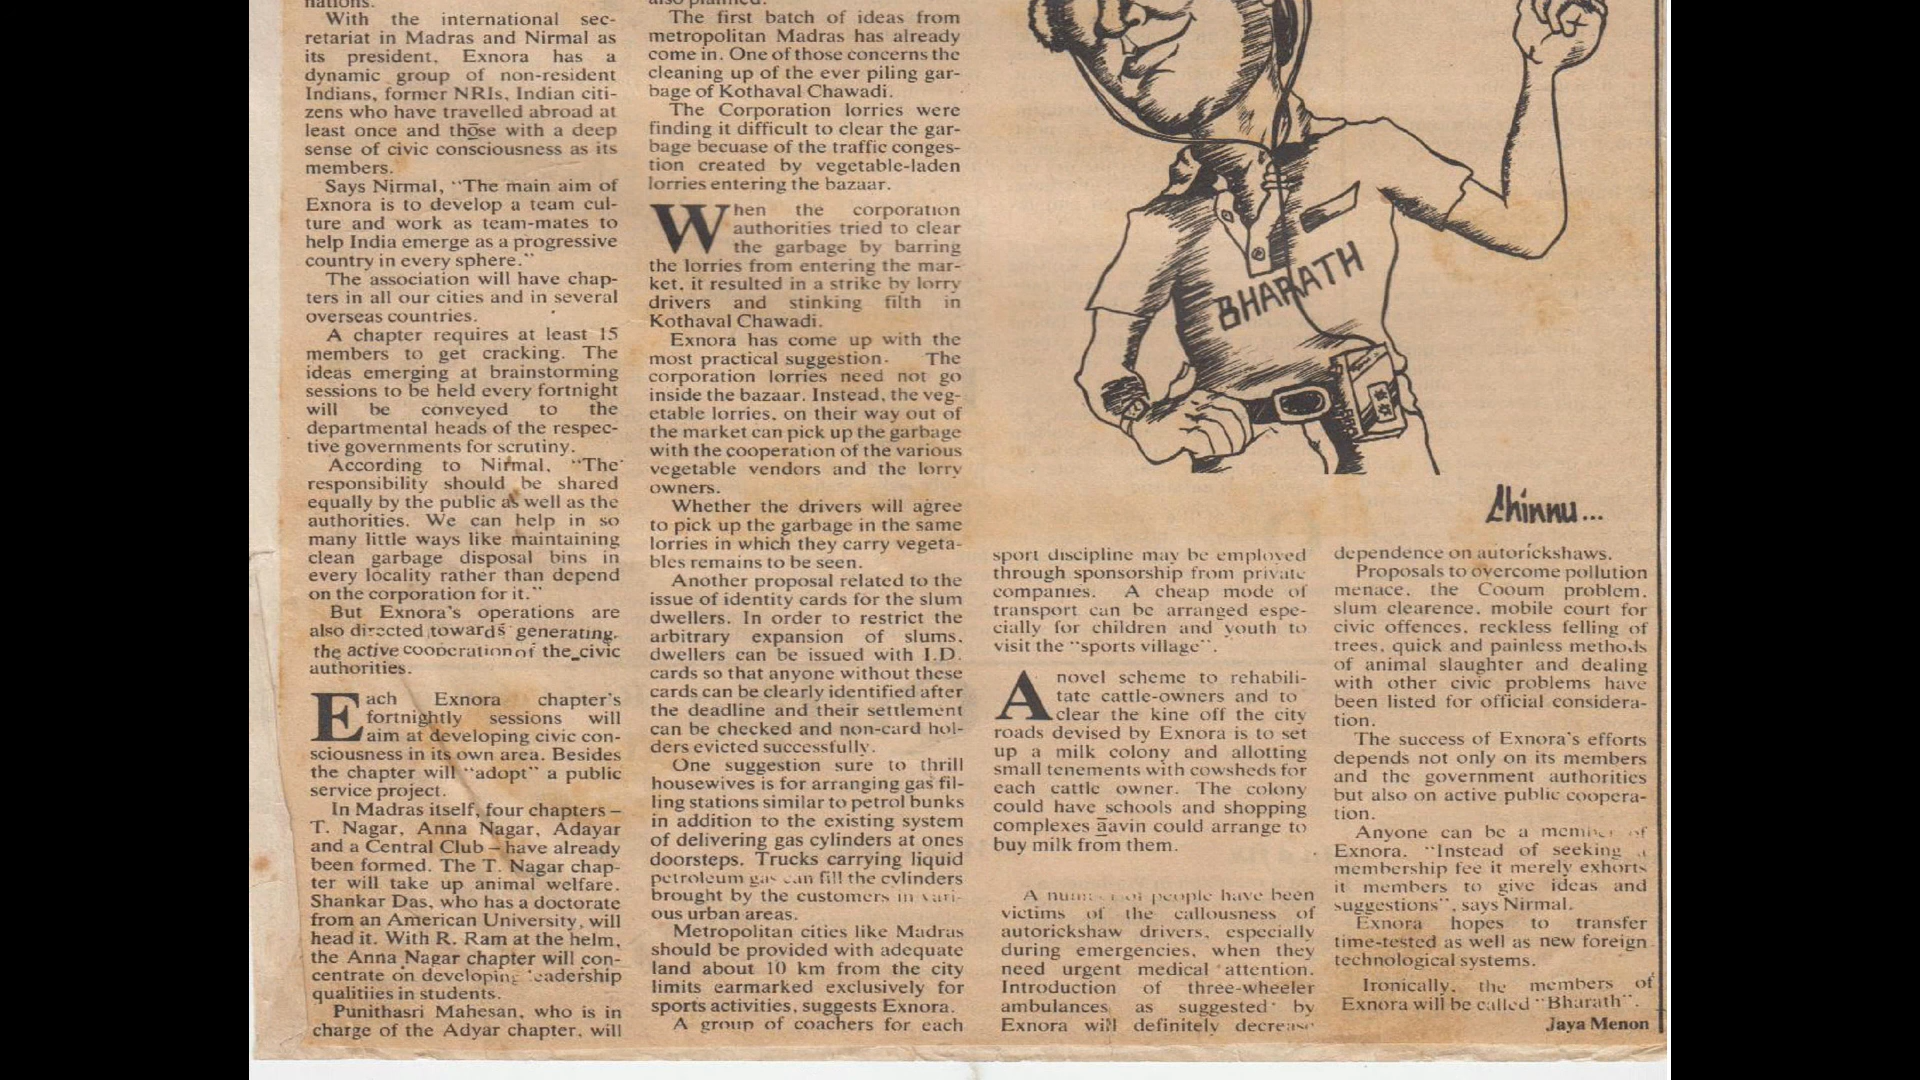 nations.
With the international sec-
retariat in Madras and Nirmal as
its president, Exnora has a
dynamic group of non-resident
Indians, former NRIs, Indian citi-
zens who have travelled abroad at
least once and those with a deep
sense of civic consciousness as its
members.
Says Nirmal, "The main aim of
Exnora is to develop a team cul-
ture and work as team-mates to
help India emerge as a progressive
country in every sphere."
The association will have chap-
ters in all our cities and in several
overseas countries.
A chapter requires at least 15
members to get cracking. The
ideas emerging at brainstorming
sessions to be held every fortnight
will be conveyed to the
departmental heads of the respec-
tive governments for scrutiny.
According to Nirmal, "The
responsibility should be shared
equally by the public as well as the
authorities. We can help in so
many little ways like maintaining
clean garbage disposal bins in
every locality rather than depend
on the corporation for it."
But Exnora's operations are
also directed towards generating
the active cooperation of the civic
authorities.
Each Exnora chapter's
fortnightly sessions will
aim at developing civic con-
sciousness in its own area. Besides
the chapter will "adopt" a public
service project.
In Madras itself, four chapters –
T. Nagar, Anna Nagar, Adayar
and a Central Club – have already
been formed. The T. Nagar chap-
ter will take up animal welfare.
Shankar Das, who has a doctorate
from an American University, will
head it. With R. Ram at the helm,
the Anna Nagar chapter will con-
centrate on developing leadership
qualitiies in students.
Punithasri Mahesan, who is in
charge of the Adyar chapter, will
also planned.
The first batch of ideas from
metropolitan Madras has already
come in. One of those concerns the
cleaning up of the ever piling gar-
bage of Kothaval Chawadi.
The Corporation lorries were
finding it difficult to clear the gar-
bage becuase of the traffic conges-
tion created by vegetable-laden
lorries entering the bazaar.
When the corporation
authorities tried to clear
the garbage by barring
the lorries from entering the mar-
ket, it resulted in a strike by lorry
drivers and stinking filth in
Kothaval Chawadi.
Exnora has come up with the
most practical suggestion. The
corporation lorries need not go
inside the bazaar. Instead, the veg-
etable lorries, on their way out of
the market can pick up the garbage
with the cooperation of the various
vegetable vendors and the lorry
owners.
Whether the drivers will agree
to pick up the garbage in the same
lorries in which they carry vegeta-
bles remains to be seen.
Another proposal related to the
issue of identity cards for the slum
dwellers. In order to restrict the
arbitrary expansion of slums,
dwellers can be issued with I.D.
cards so that anyone without these
cards can be clearly identified after
the deadline and their settlement
can be checked and non-card hol-
ders evicted successfully.
One suggestion sure to thrill
housewives is for arranging gas fil-
ling stations similar to petrol bunks
in addition to the existing system
of delivering gas cylinders at ones
doorsteps. Trucks carrying liquid
petroleum gas can fill the cylinders
brought by the customers in vari-
ous urban areas.
Metropolitan cities like Madras
should be provided with adequate
land about 10 km from the city
limits earmarked exclusively for
sports activities, suggests Exnora.
A group of coachers for each
BHARATH
Chinnu...
sport discipline may be employed
through sponsorship from private
companies. A cheap mode of
transport can be arranged espe-
cially for children and youth to
visit the "sports village".
A novel scheme to rehabili-
tate cattle-owners and to
clear the kine off the city
roads devised by Exnora is to set
up a milk colony and allotting
small tenements with cowsheds for
each cattle owner. The colony
could have schools and shopping
complexes aavin could arrange to
buy milk from them.
A number of people have been
victims of the callousness of
autorickshaw drivers, especially
during emergencies, when they
need urgent medical attention.
Introduction of three-wheeler
ambulances as suggested by
Exnora will definitely decrease
dependence on autorickshaws.
Proposals to overcome pollution
menace, the Cooum problem,
slum clearence, mobile court for
civic offences, reckless felling of
trees, quick and painless methods
of animal slaughter and dealing
with other civic problems have
been listed for official considera-
tion.
The success of Exnora's efforts
depends not only on its members
and the government authorities
but also on active public coopera-
tion.
Anyone can be a member of
Exnora. "Instead of seeking a
membership fee it merely exhorts
it members to give ideas and
suggestions", says Nirmal.
Exnora hopes to transfer
time-tested as well as new foreign
technological systems.
Ironically, the members of
Exnora will be called "Bharath".
Jaya Menon